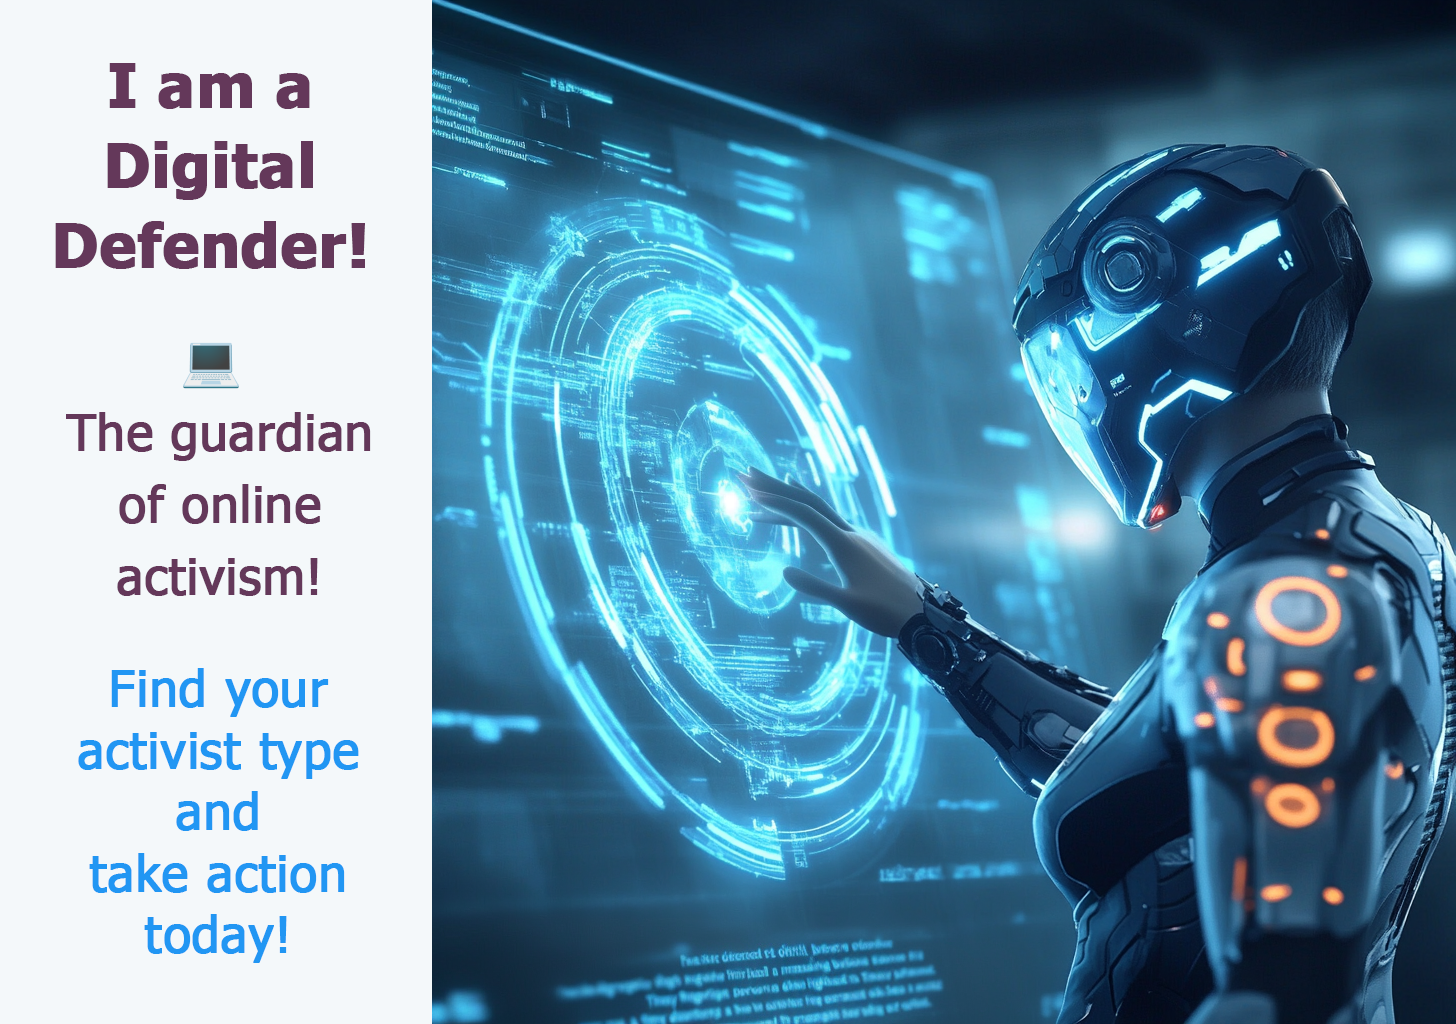 I am a
Digital
Defender!
The guardian
of online
activism!
Find your
activist type
and
take action
today!